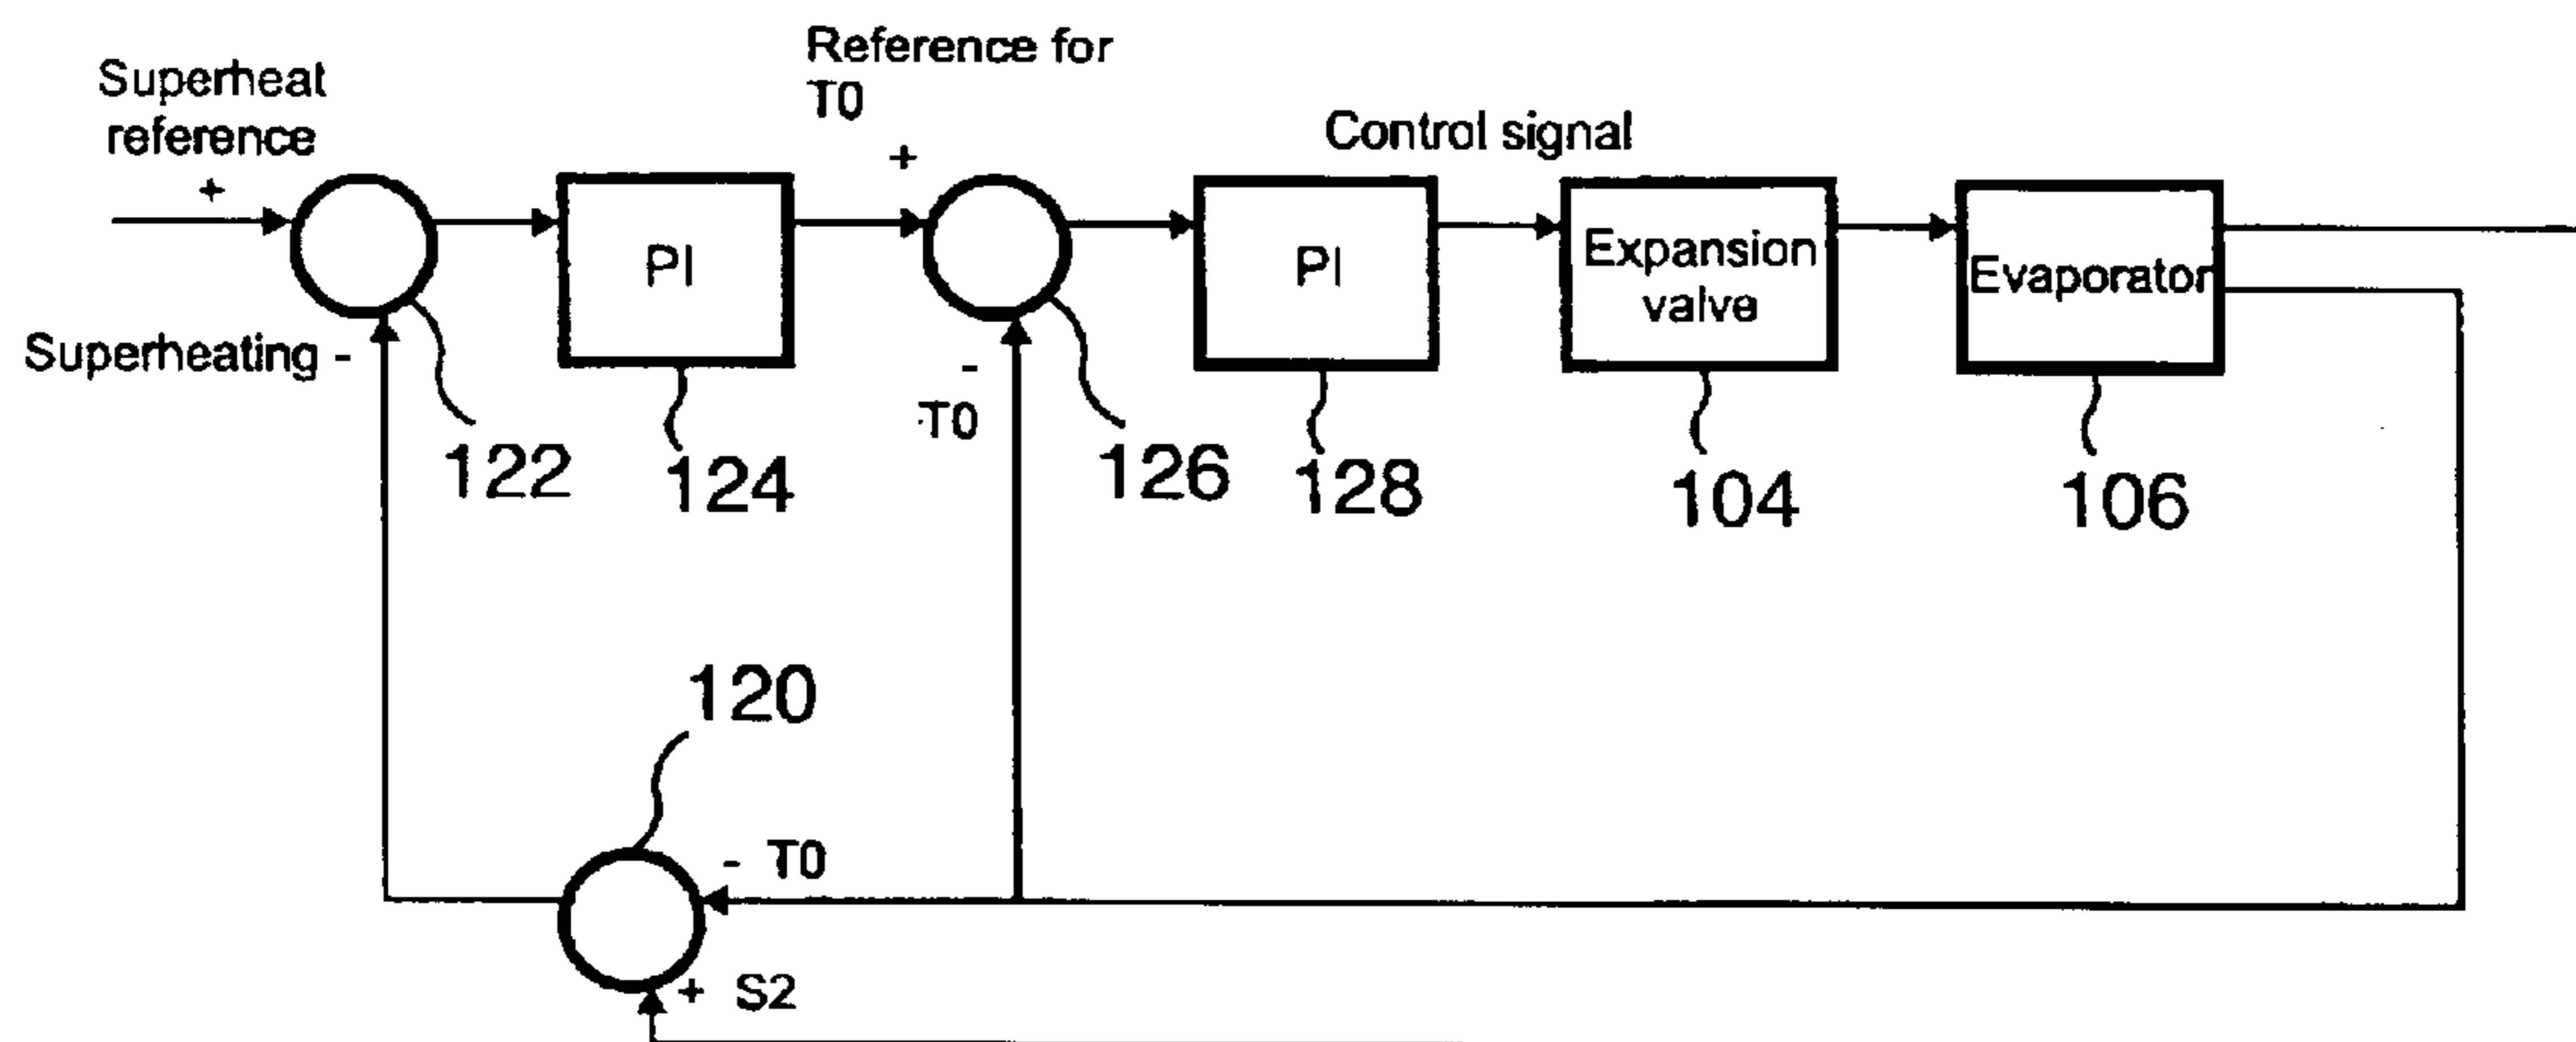 Superheat
reference
+
Reference for
T0
+
Control signal
PI
PI
Expansion
valve
Evaporator
Superheating -
-
T0
122
124
126
128
104
106
120
- T0
+ S2